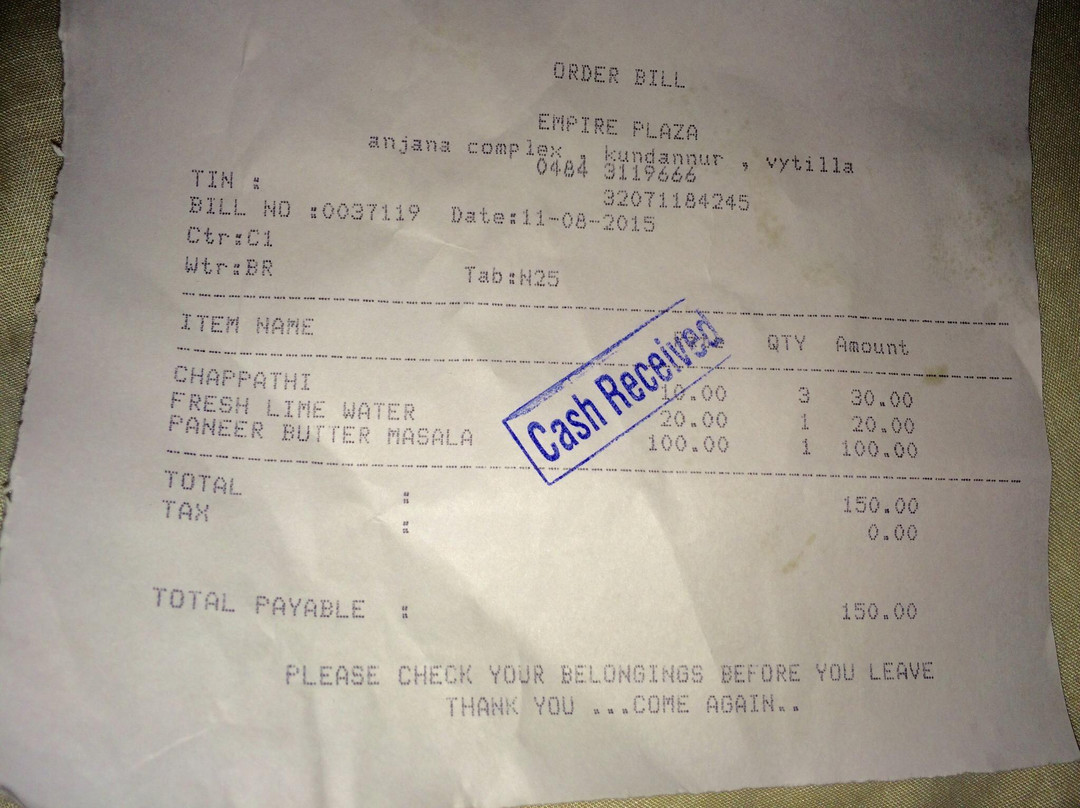 ORDER BILL
EMPIRE PLAZA
anjana complex , kundannur , vytilla
0484 3119666
TIN : 32071184245
BILL NO :0037119 Date:11-08-2015
Ctr:C1
Wtr:BR Tab:N25
ITEM NAME QTY Amount
CHAPPATHI 10.00 3 30.00
FRESH LIME WATER 20.00 1 20.00
PANEER BUTTER MASALA 100.00 1 100.00
Cash Received
TOTAL : 150.00
TAX : 0.00
TOTAL PAYABLE : 150.00
PLEASE CHECK YOUR BELONGINGS BEFORE YOU LEAVE
THANK YOU ...COME AGAIN..